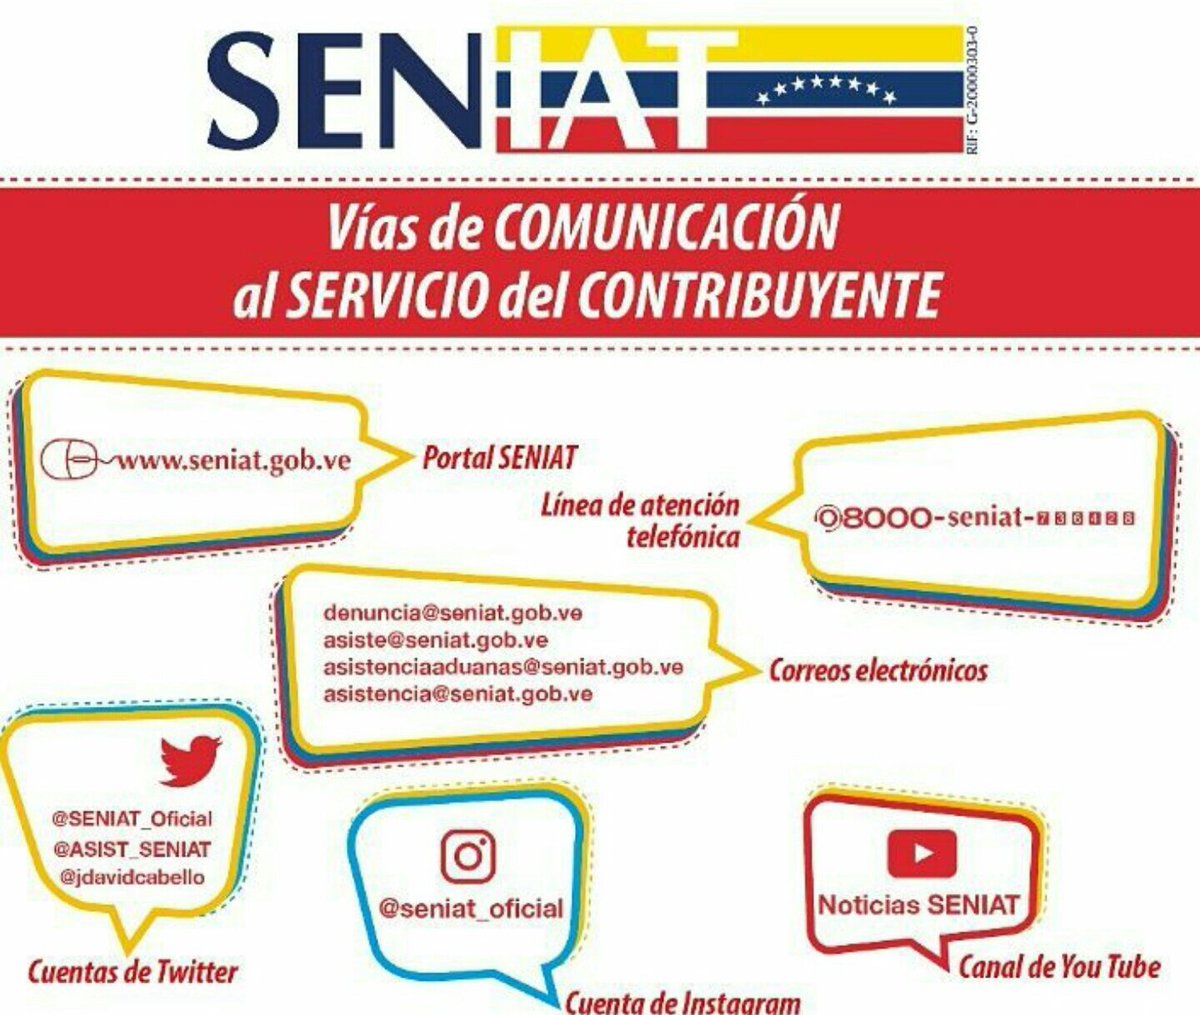 SENIAT
RIF: G-20000303-0
Vías de COMUNICACIÓN
al SERVICIO del CONTRIBUYENTE
www.seniat.gob.ve
Portal SENIAT
Línea de atención
telefónica
08000-seniat-736428
denuncia@seniat.gob.ve
asiste@seniat.gob.ve
asistenciaaduanas@seniat.gob.ve
asistencia@seniat.gob.ve
Correos electrónicos
@SENIAT_Oficial
@ASIST_SENIAT
@jdavidcabello
Cuentas de Twitter
@seniat_oficial
Cuenta de Instagram
Noticias SENIAT
Canal de You Tube